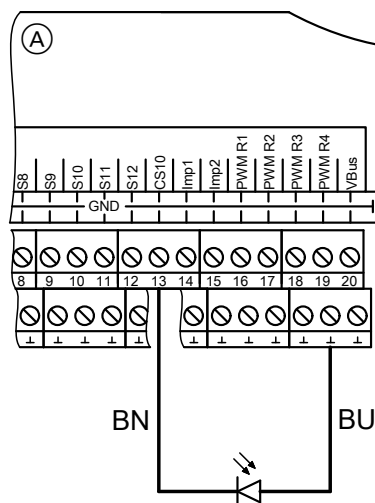 A
S8 S9 S10 S11 S12 CS10 Imp1 Imp2 PWM R1 PWM R2 PWM R3 PWM R4 VBus
GND
8 9 10 11 12 13 14 15 16 17 18 19 20
BN BU